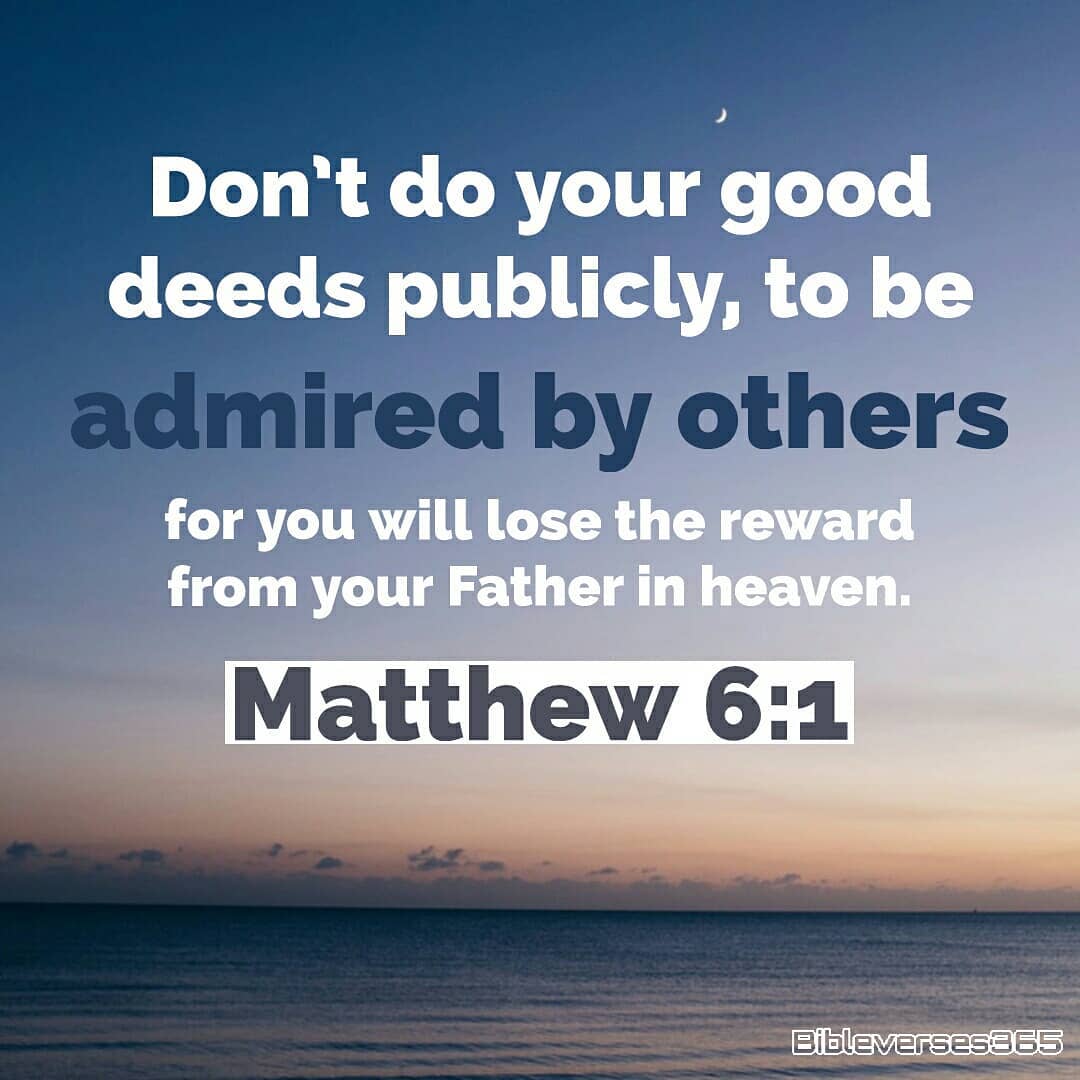 Don't do your good
deeds publicly, to be
admired by others
for you will lose the reward
from your Father in heaven.
Matthew 6:1
Bibleverses365